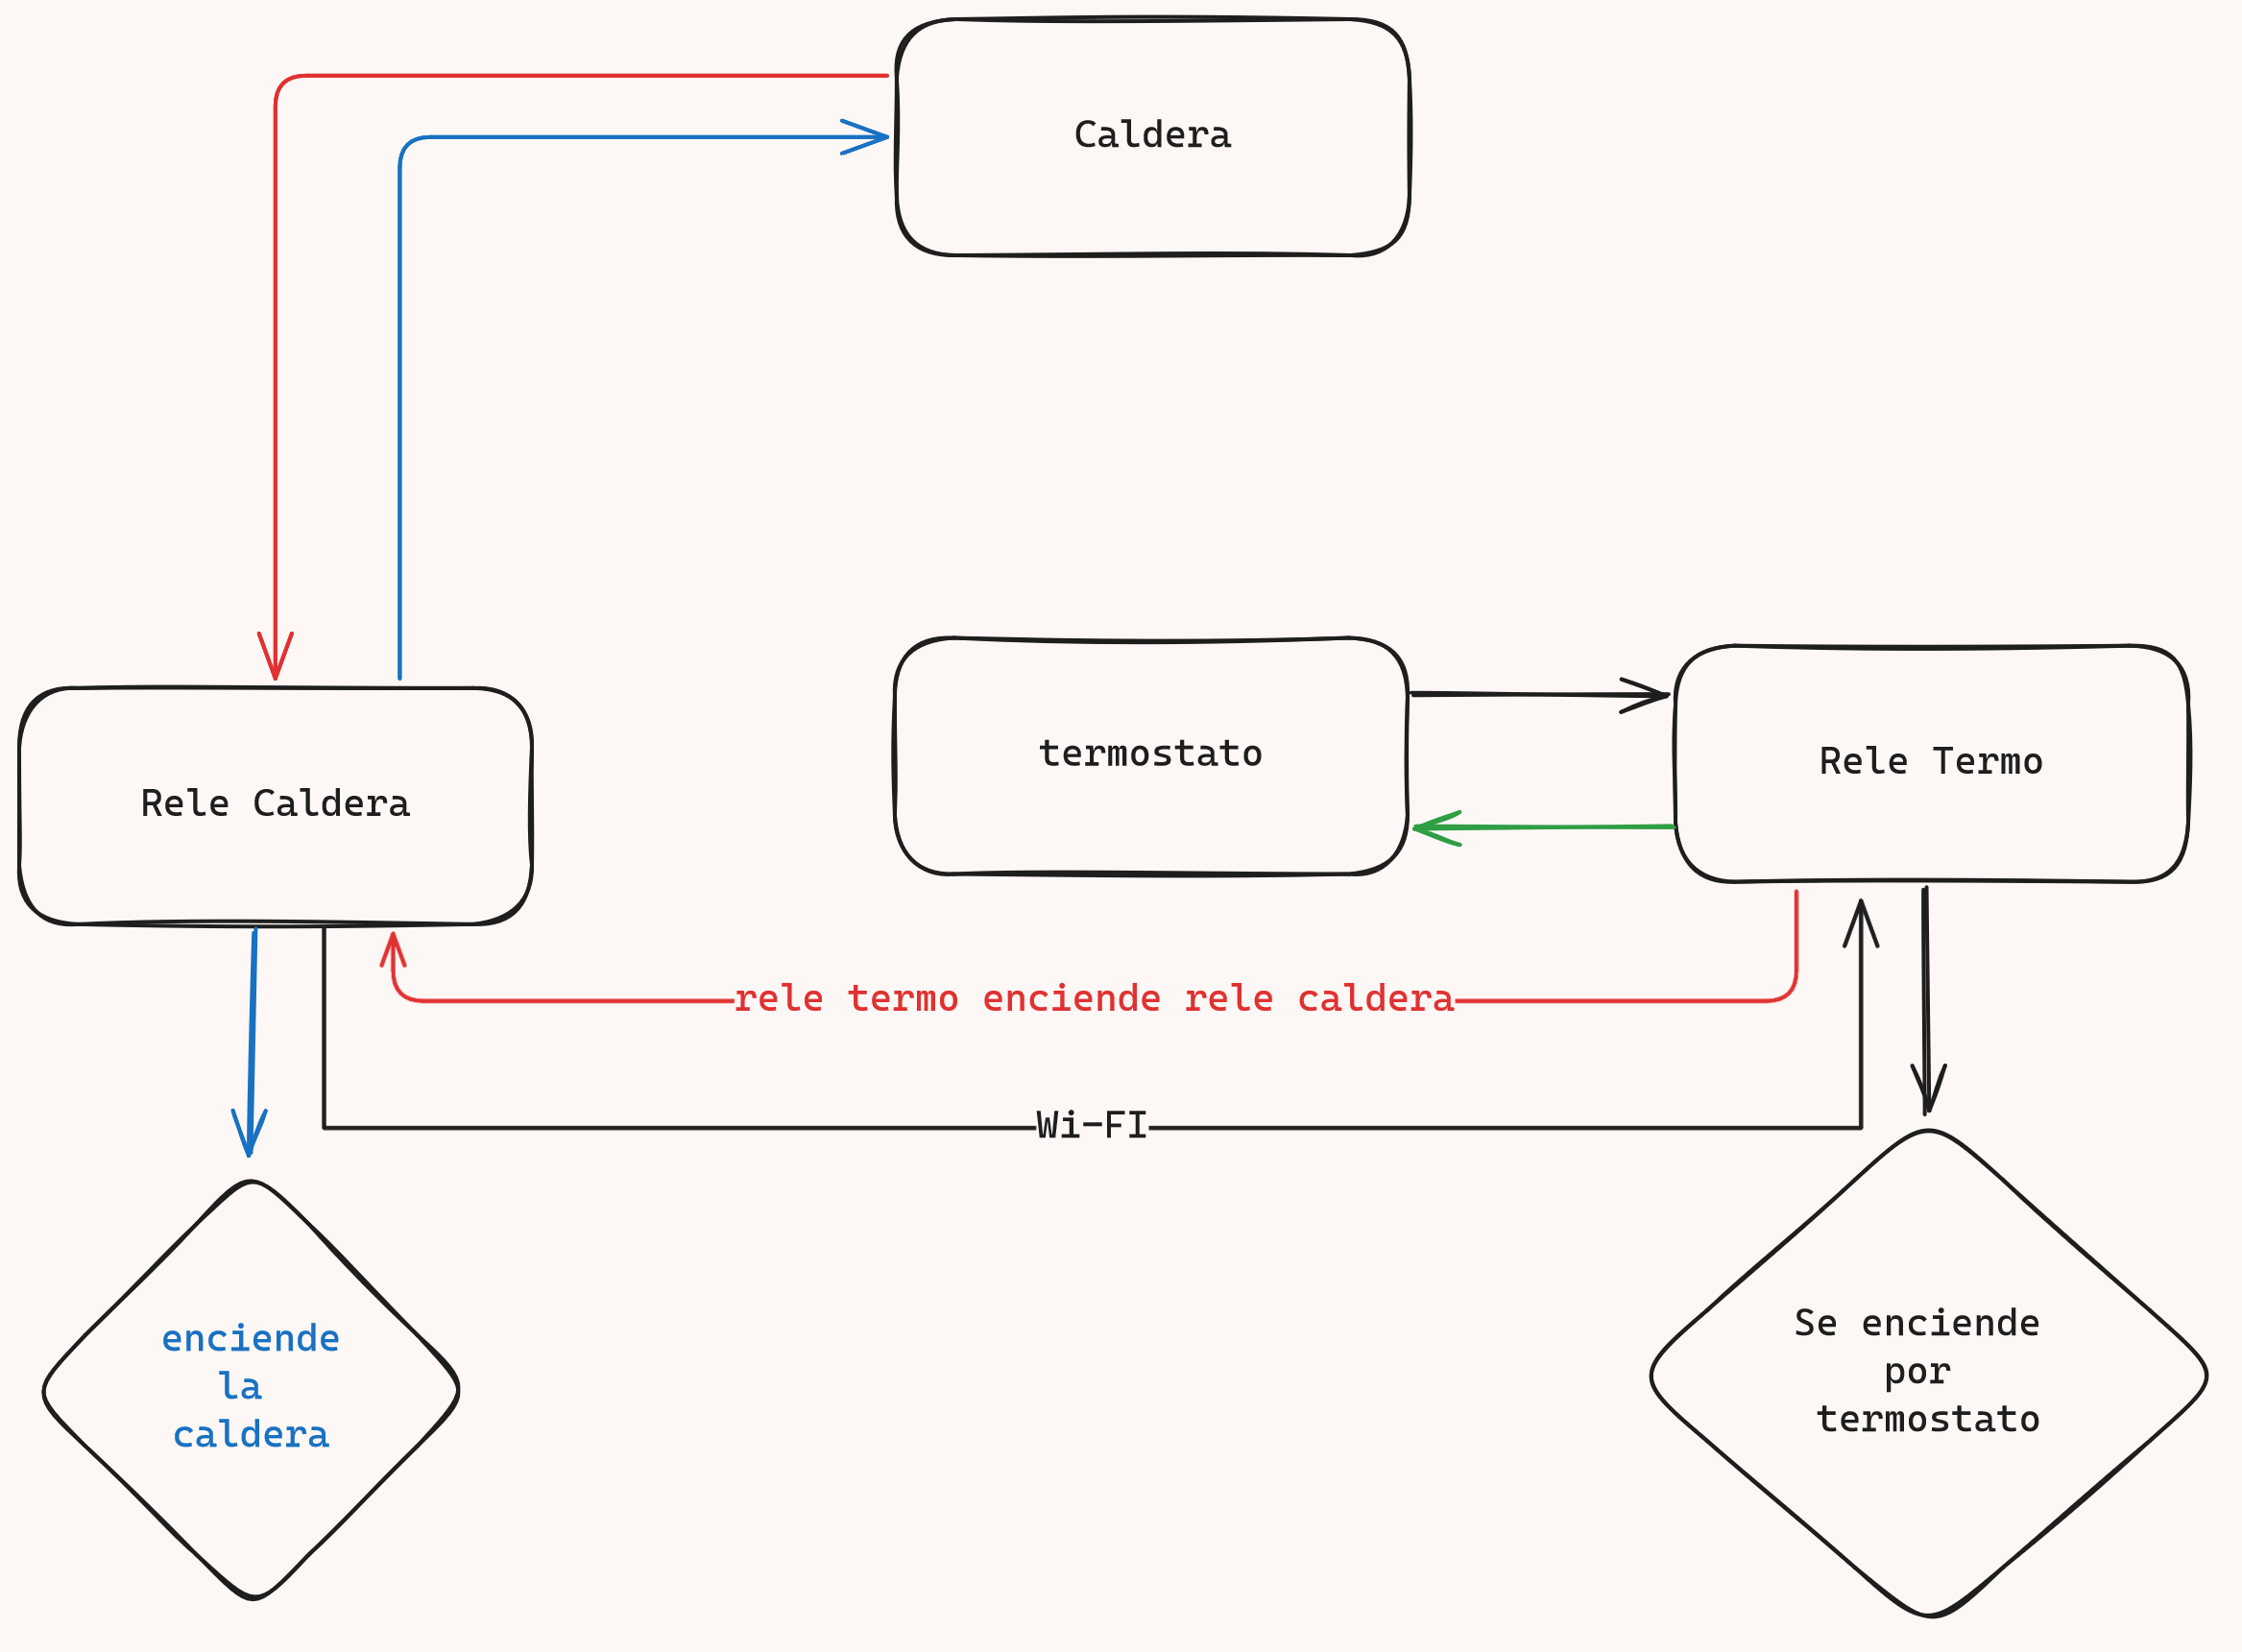 Caldera
termostato
Rele Termo
Rele Caldera
rele termo enciende rele caldera
Wi-FI
enciende
la
caldera
Se enciende
por
termostato